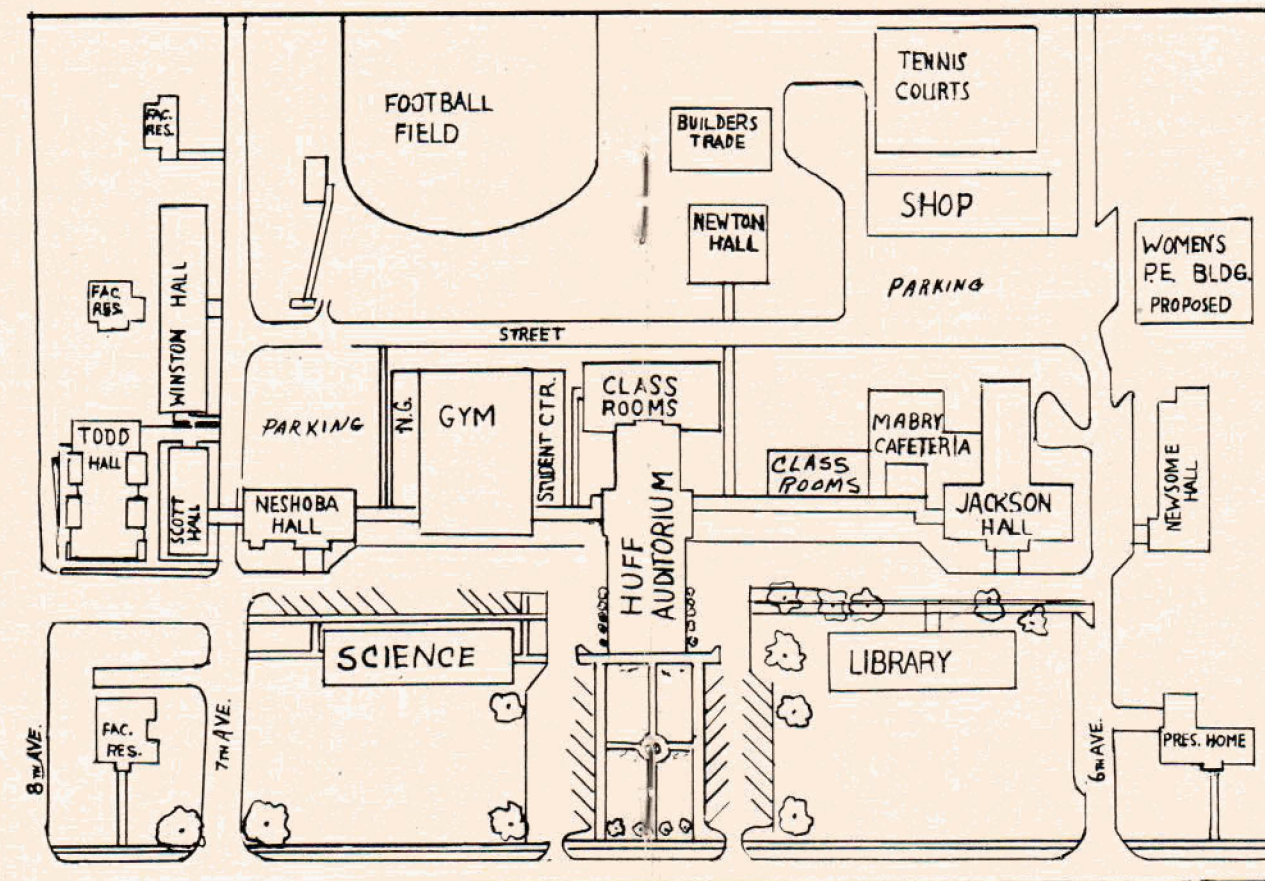 FOOTBALL
FIELD
TENNIS
COURTS
FAC.
RES.
BUILDERS
TRADE
SHOP
NEWTON
HALL
WOMEN'S
P.E. BLDG.
PROPOSED
FAC.
RES.
WINSTON HALL
PARKING
STREET
CLASS
ROOMS
N.G.
GYM
STUDENT CTR.
PARKING
MABRY
CAFETERIA
TODD
HALL
CLASS
ROOMS
NEWSOME
HALL
SCOTT
HALL
NESHOBA
HALL
JACKSON
HALL
HUFF
AUDITORIUM
SCIENCE
LIBRARY
8TH AVE.
FAC.
RES.
7TH AVE.
6TH AVE.
PRES. HOME